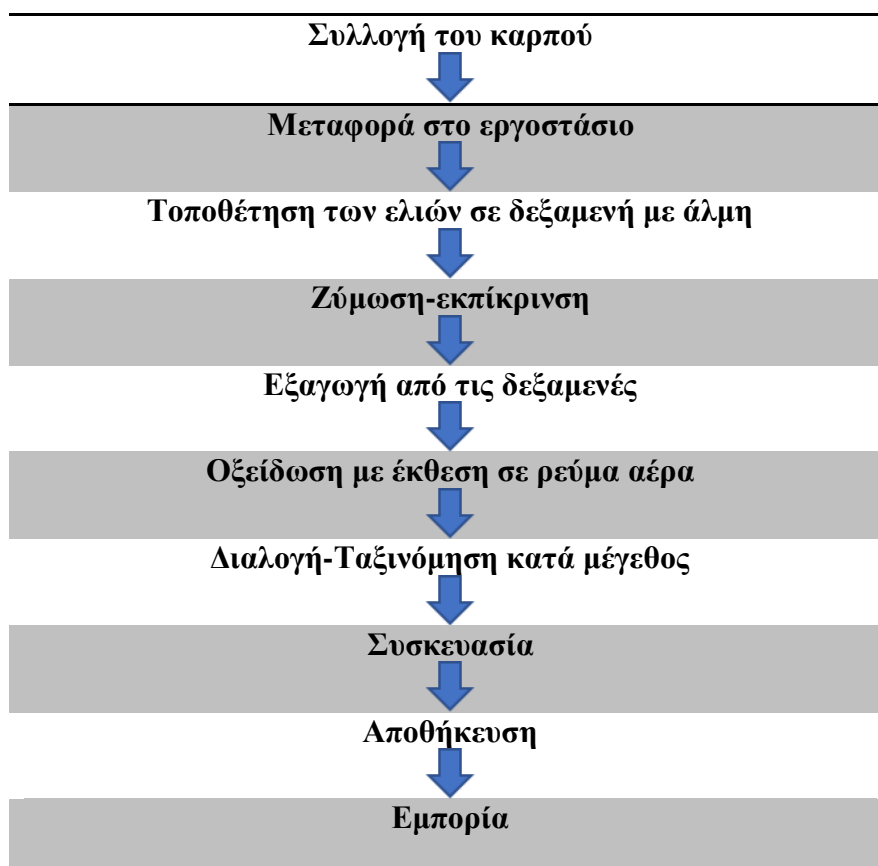 Συλλογή του καρπού
Μεταφορά στο εργοστάσιο
Τοποθέτηση των ελιών σε δεξαμενή με άλμη
Ζύμωση-εκπίκρινση
Εξαγωγή από τις δεξαμενές
Οξείδωση με έκθεση σε ρεύμα αέρα
Διαλογή-Ταξινόμηση κατά μέγεθος
Συσκευασία
Αποθήκευση
Εμπορία